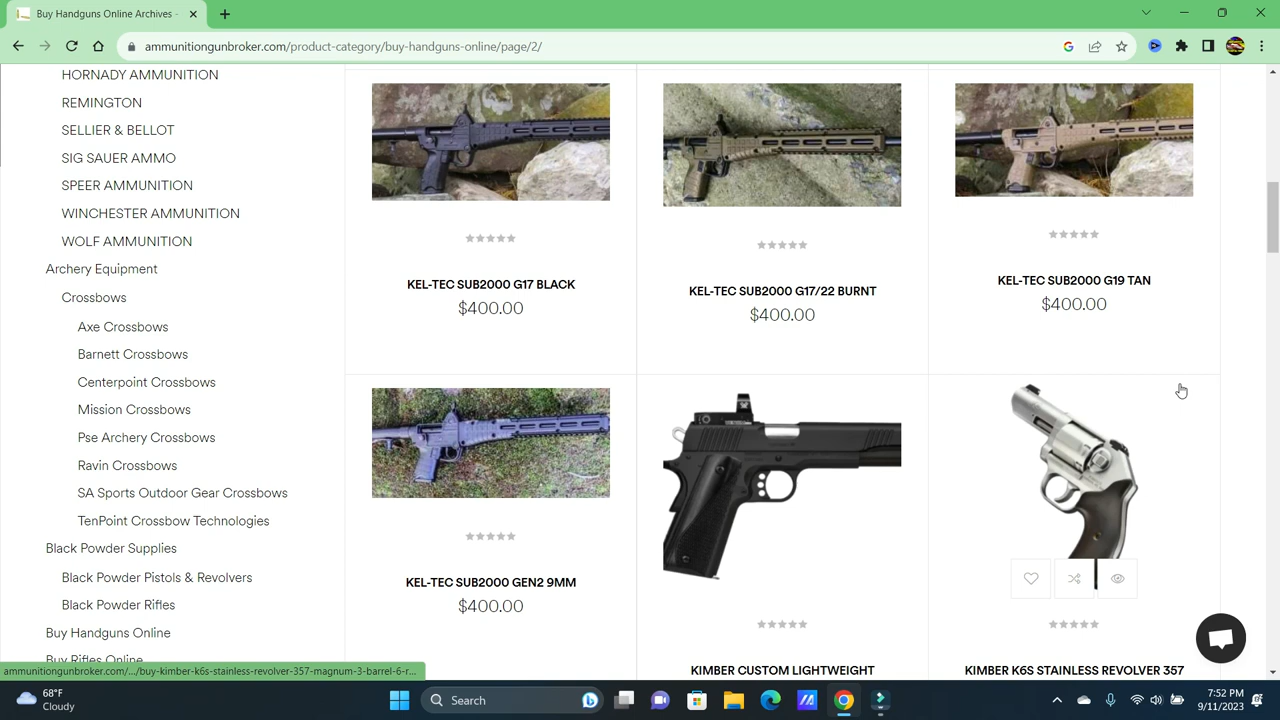 Buy Handguns Online Archives -
ammunitiongunbroker.com/product-category/buy-handguns-online/page/2/
HORNADY AMMUNITION
REMINGTON
SELLIER & BELLOT
SIG SAUER AMMO
SPEER AMMUNITION
WINCHESTER AMMUNITION
WOLF AMMUNITION
Archery Equipment
Crossbows
Axe Crossbows
Barnett Crossbows
Centerpoint Crossbows
Mission Crossbows
Pse Archery Crossbows
Ravin Crossbows
SA Sports Outdoor Gear Crossbows
TenPoint Crossbow Technologies
Black Powder Supplies
Black Powder Pistols & Revolvers
Black Powder Rifles
Buy Handguns Online
Buy Rifles Online
KEL-TEC SUB2000 G17 BLACK
$400.00
KEL-TEC SUB2000 G17/22 BURNT
$400.00
KEL-TEC SUB2000 G19 TAN
$400.00
KEL-TEC SUB2000 GEN2 9MM
$400.00
KIMBER CUSTOM LIGHTWEIGHT
KIMBER K6S STAINLESS REVOLVER 357
ammunitiongunbroker.com/.../buy-kimber-k6s-stainless-revolver-357-magnum-3-barrel-6-r...
68°F
Cloudy
Search
7:52 PM
9/11/2023